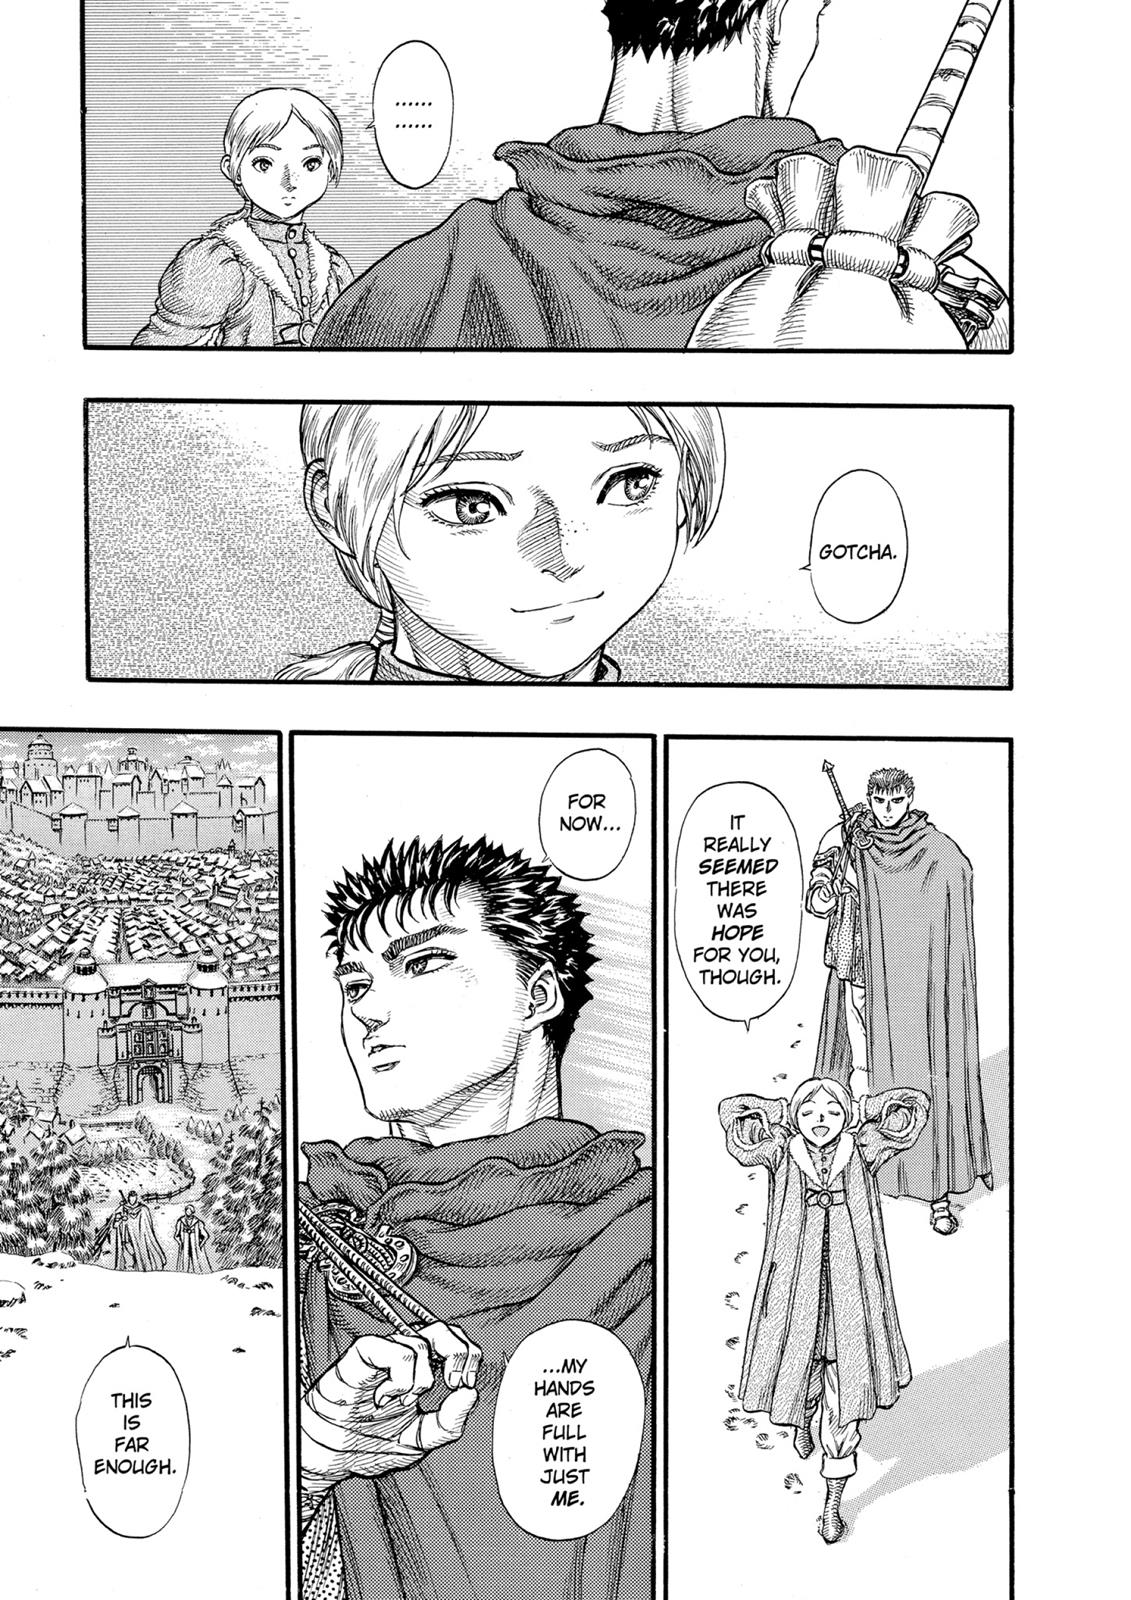 ......
......
GOTCHA.
IT
REALLY
SEEMED
THERE
WAS
HOPE
FOR YOU,
THOUGH.
FOR
NOW...
...MY
HANDS
ARE
FULL
WITH
JUST
ME.
THIS
IS
FAR
ENOUGH.